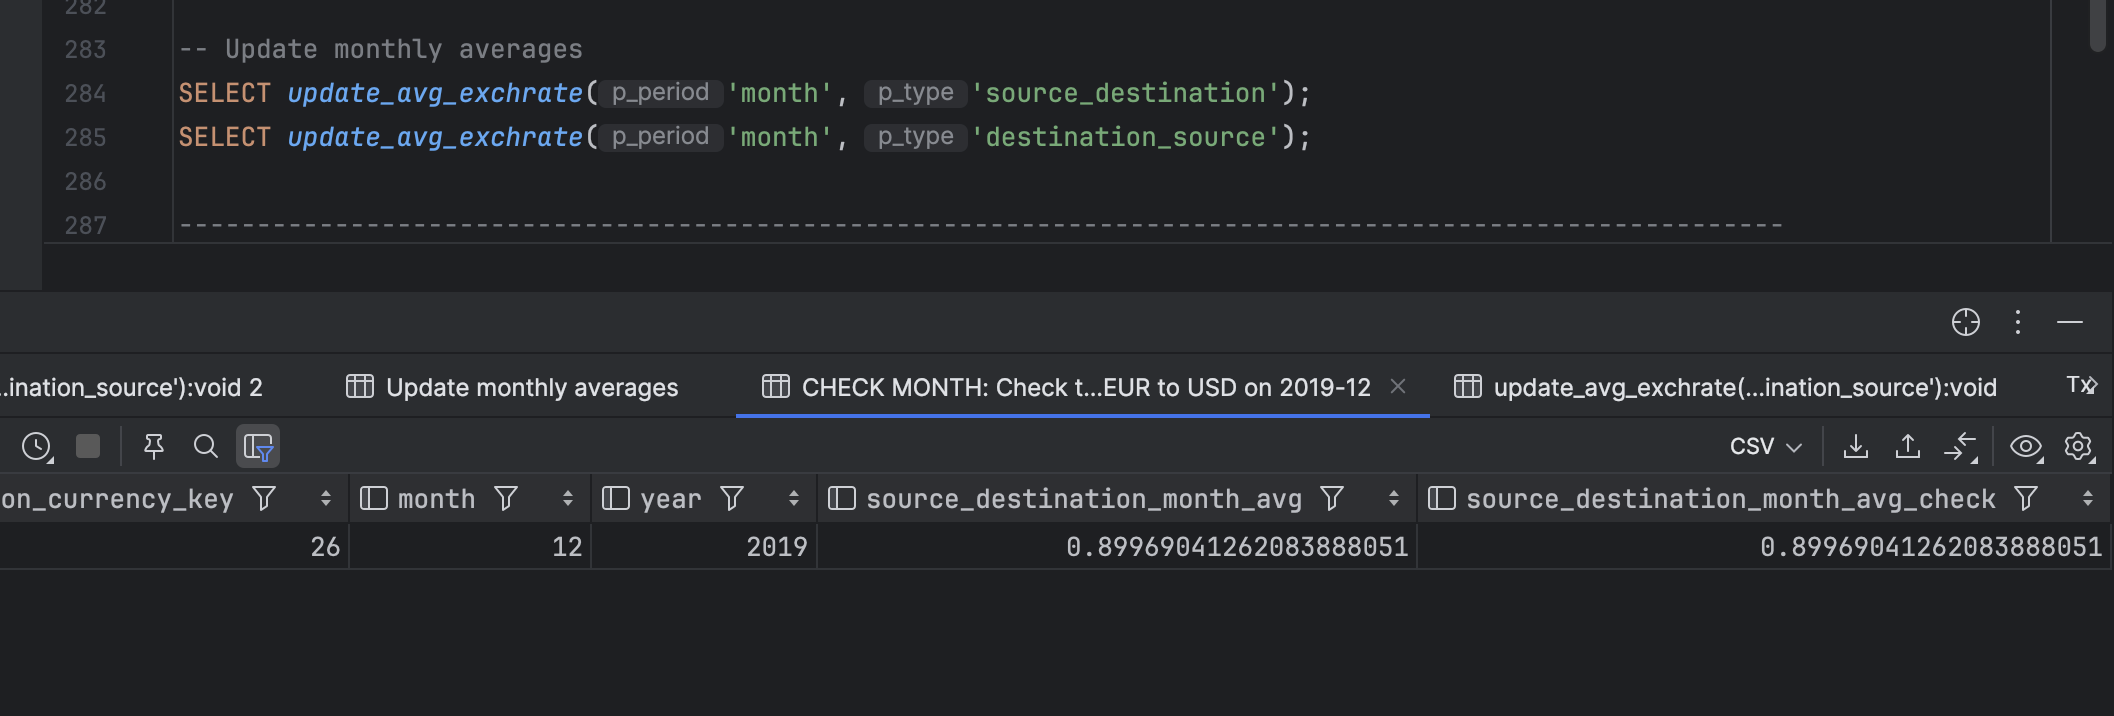 282
283 -- Update monthly averages
284 SELECT update_avg_exchrate( p_period 'month', p_type 'source_destination');
285 SELECT update_avg_exchrate( p_period 'month', p_type 'destination_source');
286
287 --------------------------------------------------------------------------------------------------------
...ination_source'):void 2 Update monthly averages CHECK MONTH: Check t...EUR to USD on 2019-12 update_avg_exchrate(...ination_source'):void Tx
CSV
on_currency_key month year source_destination_month_avg source_destination_month_avg_check
26 12 2019 0.89969041262083888051 0.89969041262083888051